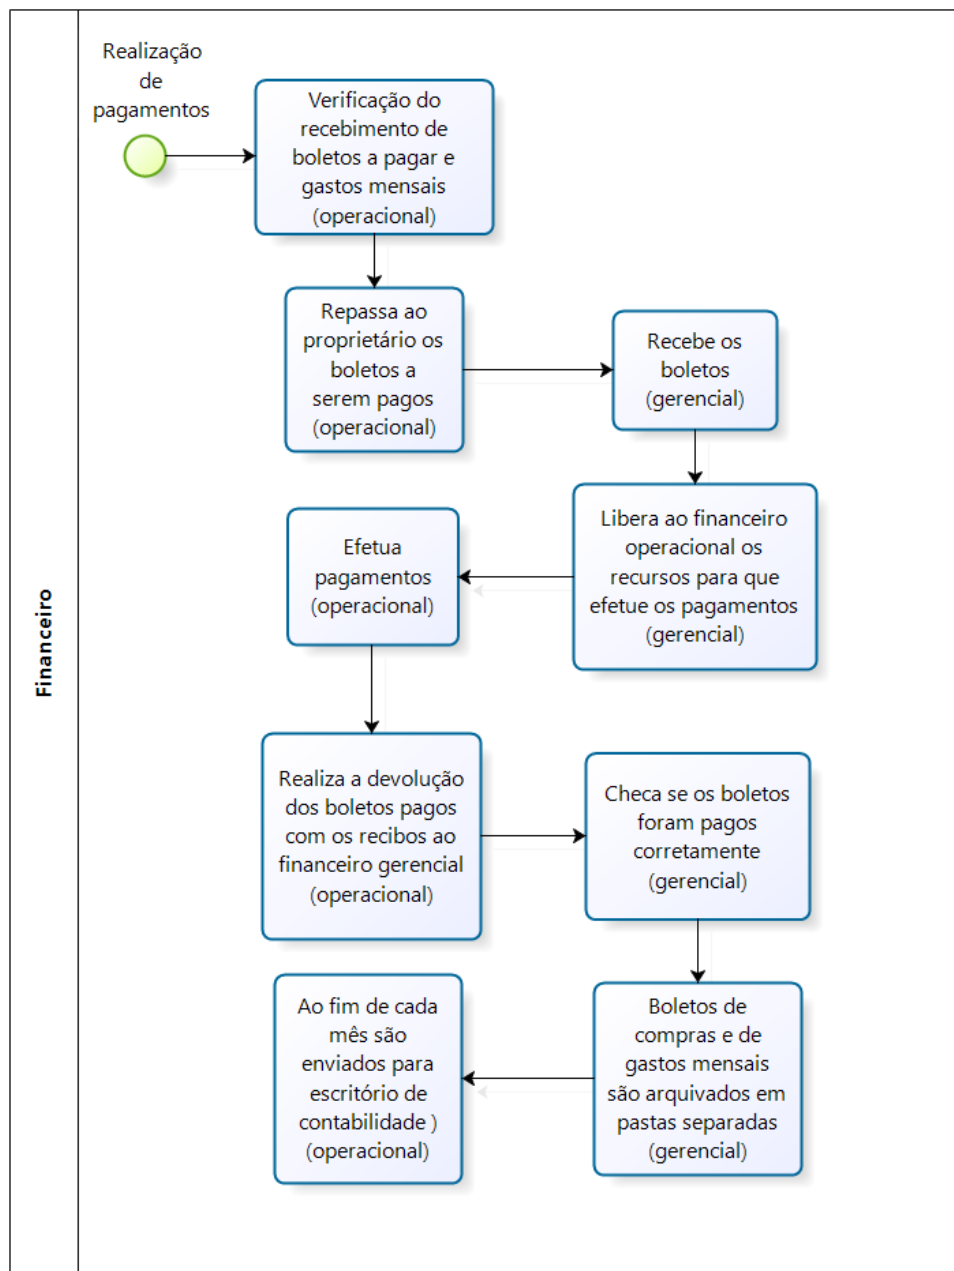 Realização
de
pagamentos
Verificação do
recebimento de
boletos a pagar e
gastos mensais
(operacional)
Repassa ao
proprietário os
boletos a
serem pagos
(operacional)
Recebe os
boletos
(gerencial)
Libera ao financeiro
operacional os
recursos para que
efetue os pagamentos
(gerencial)
Efetua
pagamentos
(operacional)
Financeiro
Realiza a devolução
dos boletos pagos
com os recibos ao
financeiro gerencial
(operacional)
Checa se os boletos
foram pagos
corretamente
(gerencial)
Boletos de
compras e de
gastos mensais
são arquivados em
pastas separadas
(gerencial)
Ao fim de cada
mês são
enviados para
escritório de
contabilidade )
(operacional)